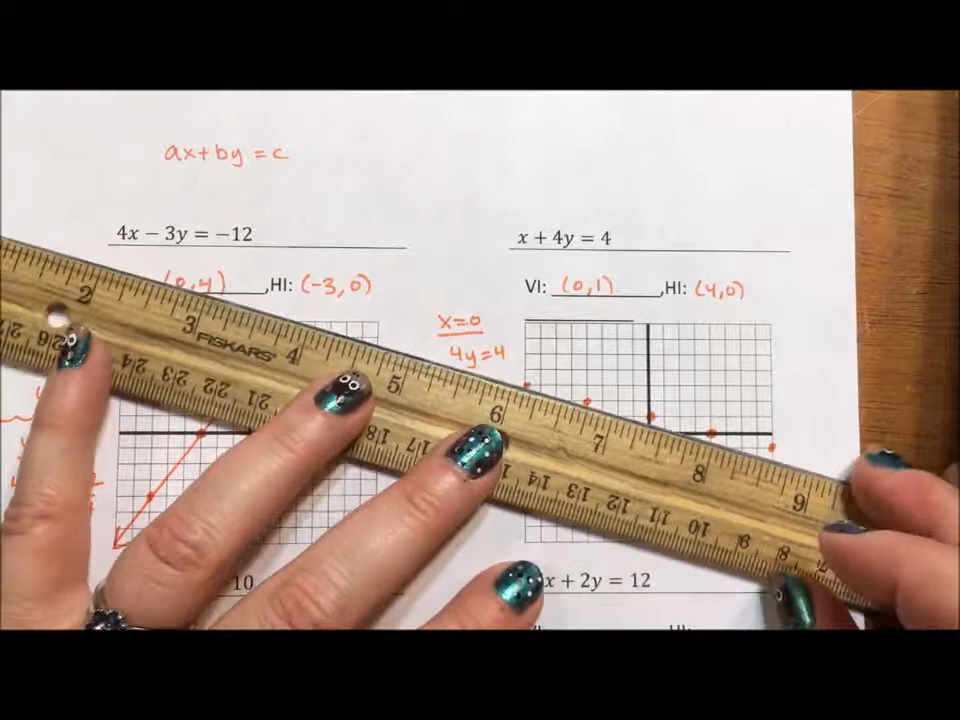 ax+by=c
4x − 3y = −12
(0,4) ,HI: (-3,0)
x + 4y = 4
VI: (0,1) ,HI: (4,0)
x=0
4y=4
FISKARS
2 3 4 5 6 7 8 9
10
x + 2y = 12